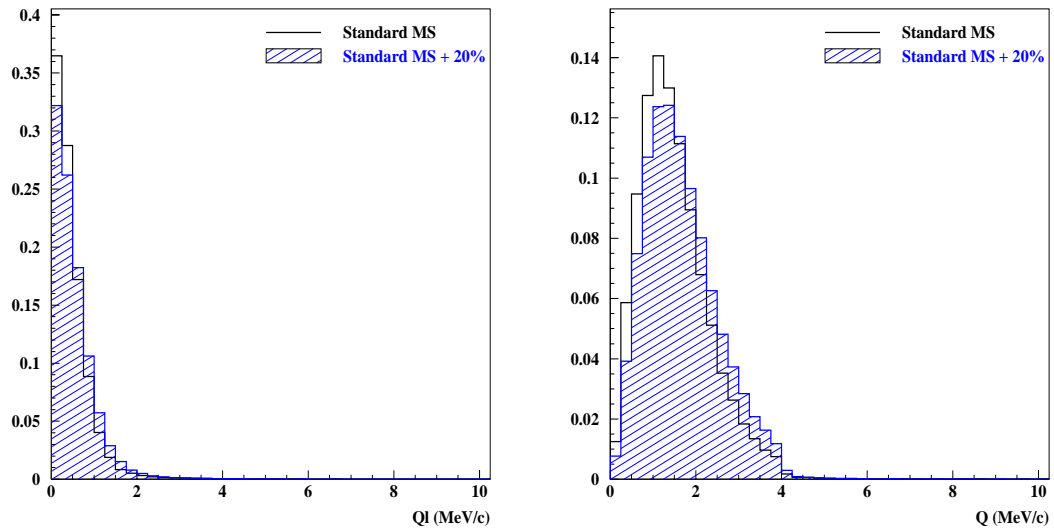 0.4
0.35
0.3
0.25
0.2
0.15
0.1
0.05
0
0 2 4 6 8 10
Ql (MeV/c)
Standard MS
Standard MS + 20%
0.14
0.12
0.1
0.08
0.06
0.04
0.02
0
0 2 4 6 8 10
Q (MeV/c)
Standard MS
Standard MS + 20%